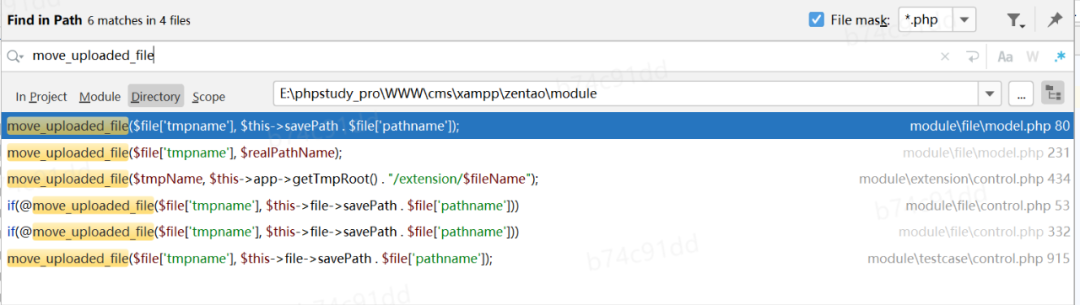 Find in Path 6 matches in 4 files File mask: *.php
move_uploaded_file Aa W .*
In Project Module Directory Scope E:\phpstudy_pro\WWW\cms\xampp\zentao\module ...
move_uploaded_file($file['tmpname'], $this->savePath . $file['pathname']); module\file\model.php 80
move_uploaded_file($file['tmpname'], $realPathName); module\file\model.php 231
move_uploaded_file($tmpName, $this->app->getTmpRoot() . "/extension/$fileName"); module\extension\control.php 434
if(@move_uploaded_file($file['tmpname'], $this->file->savePath . $file['pathname'])) module\file\control.php 53
if(@move_uploaded_file($file['tmpname'], $this->file->savePath . $file['pathname'])) module\file\control.php 332
move_uploaded_file($file['tmpname'], $this->file->savePath . $file['pathname']); module\testcase\control.php 915
b74c91dd